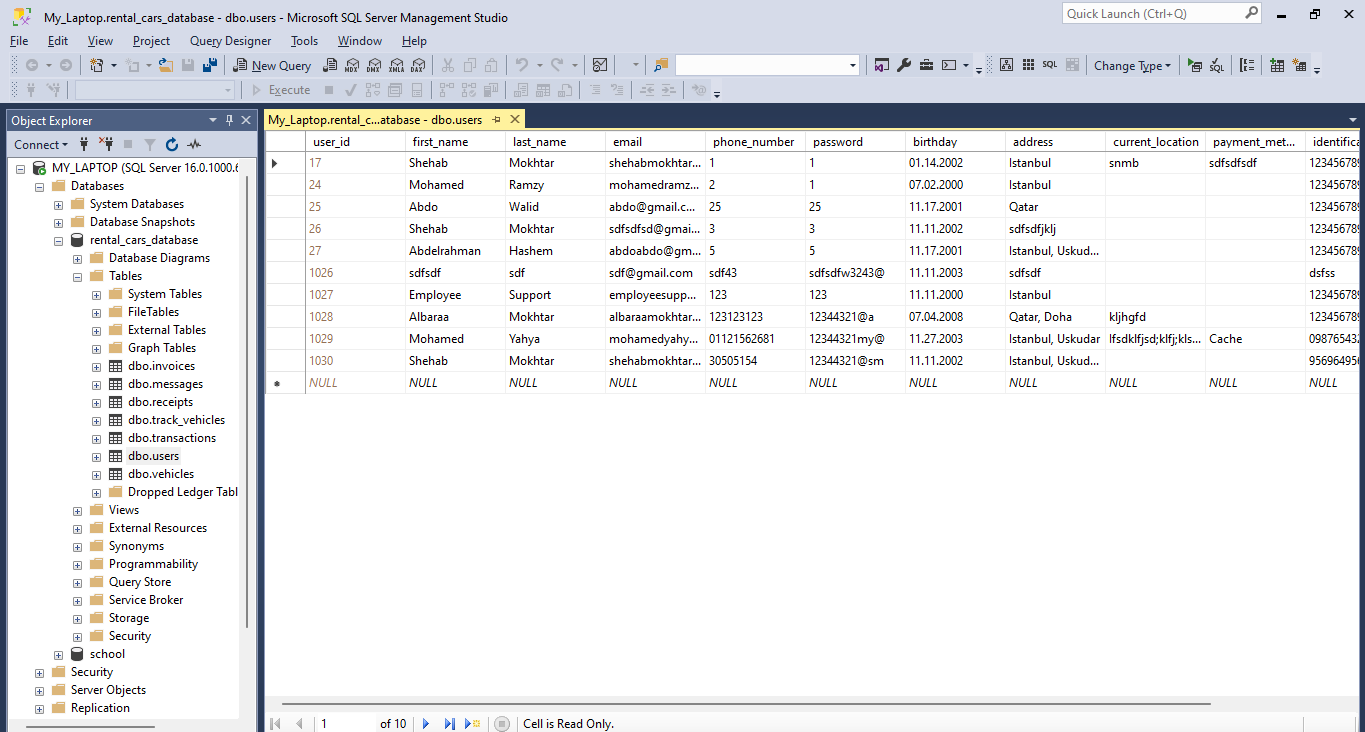 My_Laptop.rental_cars_database - dbo.users - Microsoft SQL Server Management Studio
Quick Launch (Ctrl+Q)
File Edit View Project Query Designer Tools Window Help
New Query MDX DMX XMLA DAX SQL Change Type SQL
Execute
Object Explorer
Connect
MY_LAPTOP (SQL Server 16.0.1000.6
Databases
System Databases
Database Snapshots
rental_cars_database
Database Diagrams
Tables
System Tables
FileTables
External Tables
Graph Tables
dbo.invoices
dbo.messages
dbo.receipts
dbo.track_vehicles
dbo.transactions
dbo.users
dbo.vehicles
Dropped Ledger Tabl
Views
External Resources
Synonyms
Programmability
Query Store
Service Broker
Storage
Security
school
Security
Server Objects
Replication
My_Laptop.rental_c...atabase - dbo.users
user_id first_name last_name email phone_number password birthday address current_location payment_met... identifica
17 Shehab Mokhtar shehabmokhtar... 1 1 01.14.2002 Istanbul snmb sdfsdfsdf 123456789
24 Mohamed Ramzy mohamedramz... 2 1 07.02.2000 Istanbul 123456789
25 Abdo Walid abdo@gmail.c... 25 25 11.17.2001 Qatar 123456789
26 Shehab Mokhtar sdfsdfsd@gmai... 3 3 11.11.2002 sdfsdfjklj 123456789
27 Abdelrahman Hashem abdoabdo@gm... 5 5 11.17.2001 Istanbul, Uskud... 123456789
1026 sdfsdf sdf sdf@gmail.com sdf43 sdfsdfw3243@ 11.11.2003 sdfsdf dsfss
1027 Employee Support employeesupp... 123 123 11.11.2000 Istanbul 123456789
1028 Albaraa Mokhtar albaraamokhtar... 123123123 12344321@a 07.04.2008 Qatar, Doha kljhgfd 123456789
1029 Mohamed Yahya mohamedyahy... 01121562681 12344321my@ 11.27.2003 Istanbul, Uskudar lfsdklfjsd;klfj;kls... Cache 098765432
1030 Shehab Mokhtar shehabmokhtar... 30505154 12344321@sm 11.11.2002 Istanbul, Uskud... 956964956
NULL NULL NULL NULL NULL NULL NULL NULL NULL NULL NULL
1 of 10 Cell is Read Only.